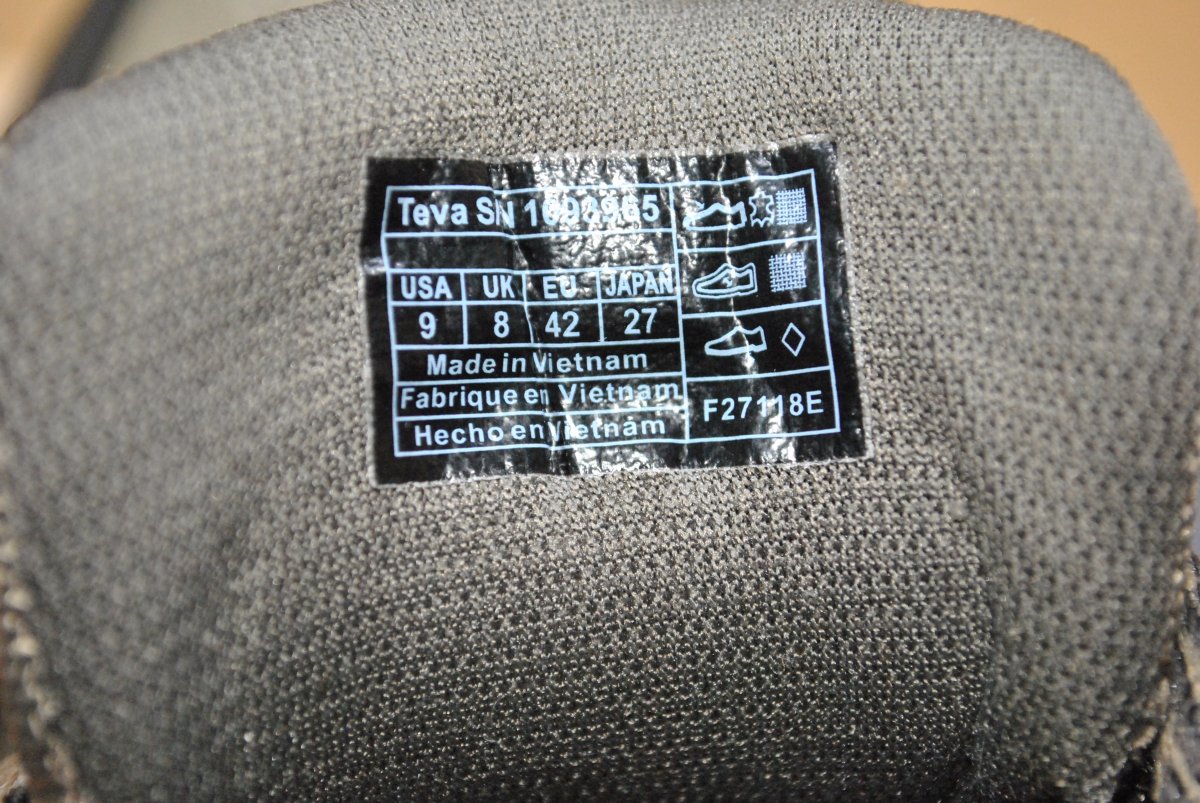 Teva SN
USA UK EU JAPAN
9 8 42 27
Made in Vietnam
Fabrique en Vietnam
Hecho en Vietnám
F27118E